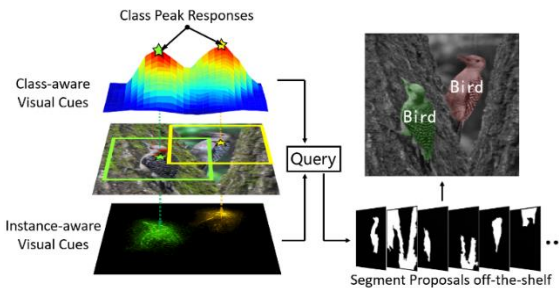 Class Peak Responses
Class-aware
Visual Cues
Instance-aware
Visual Cues
Query
Bird
Bird
Segment Proposals off-the-shelf